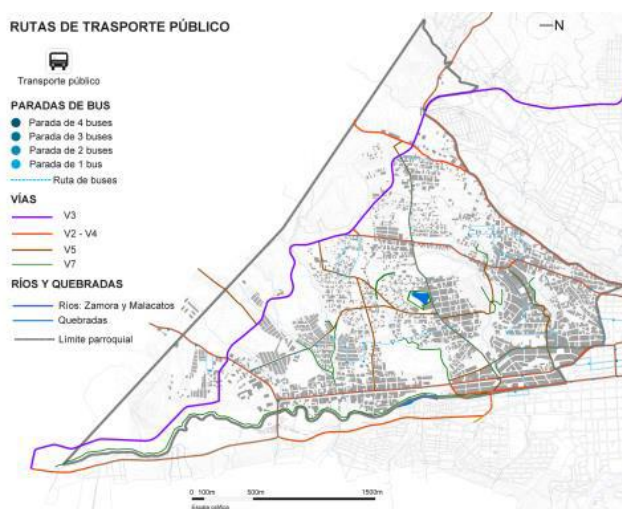 RUTAS DE TRASPORTE PÚBLICO
N
Transporte público
PARADAS DE BUS
Parada de 4 buses
Parada de 3 buses
Parada de 2 buses
Parada de 1 bus
Ruta de buses
VÍAS
V3
V2 - V4
V5
V7
RÍOS Y QUEBRADAS
Ríos: Zamora y Malacatos
Quebradas
Límite parroquial
0 100m 500m 1500m
Escala gráfica